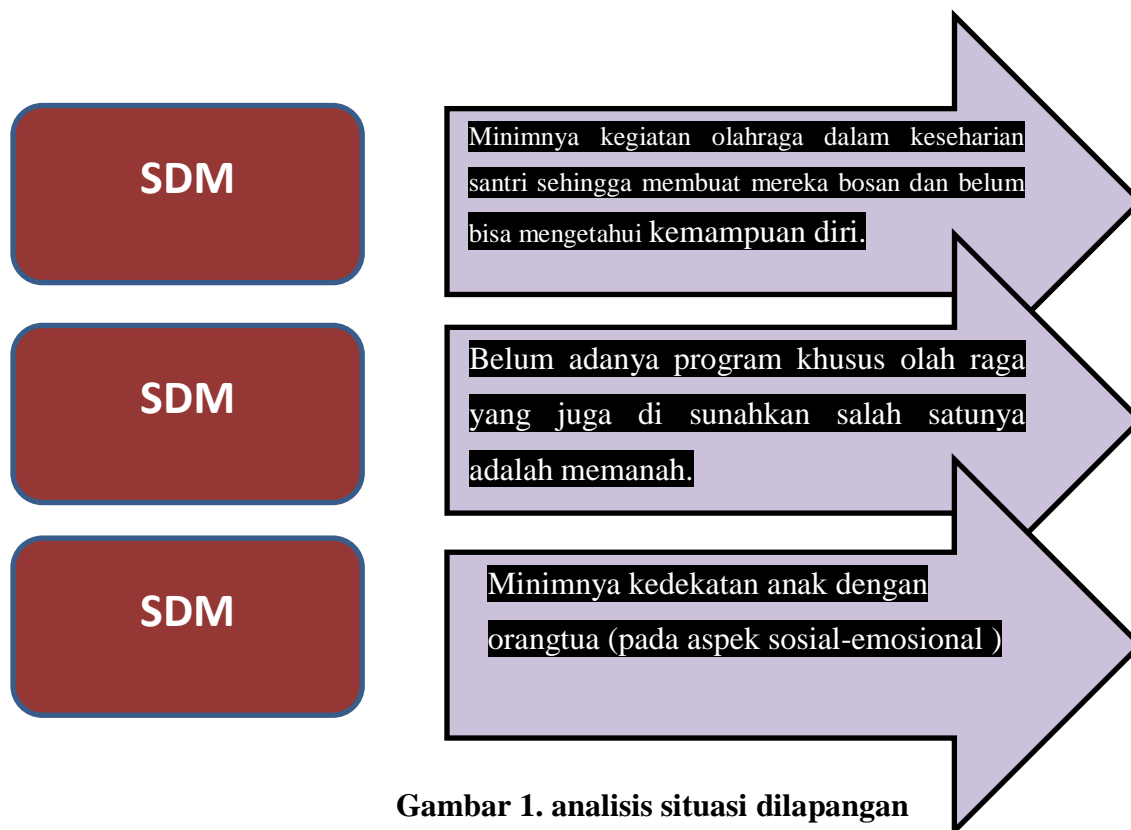 SDM
Minimnya kegiatan olahraga dalam keseharian
santri sehingga membuat mereka bosan dan belum
bisa mengetahui kemampuan diri.
SDM
Belum adanya program khusus olah raga
yang juga di sunahkan salah satunya
adalah memanah.
SDM
Minimnya kedekatan anak dengan
orangtua (pada aspek sosial-emosional )
Gambar 1. analisis situasi dilapangan